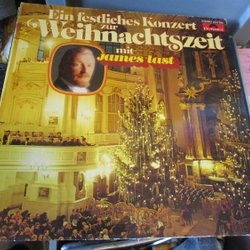 Ein festliches Konzert
zur
Weihnachtszeit
mit
James Last